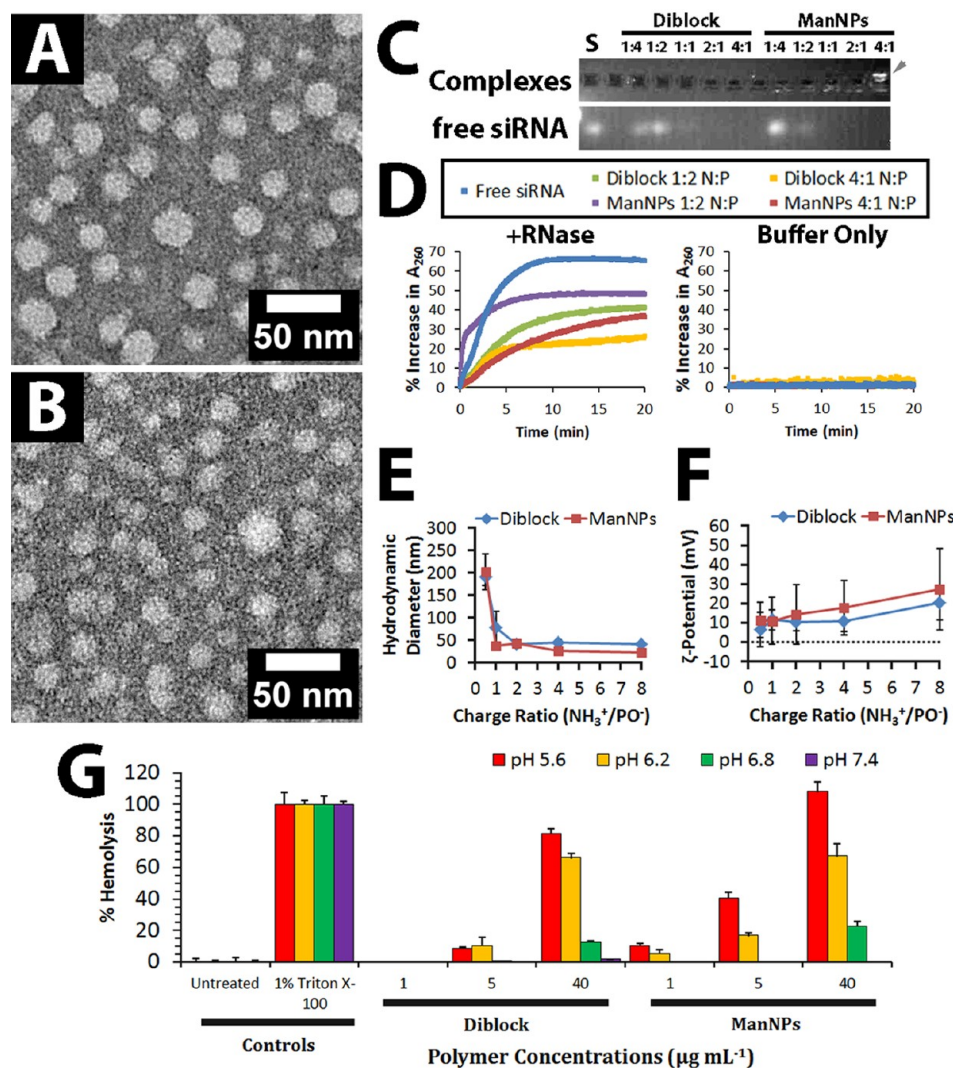 A
50 nm
B
50 nm
C
Diblock ManNPs
S 1:4 1:2 1:1 2:1 4:1 1:4 1:2 1:1 2:1 4:1
Complexes
free siRNA
D
Free siRNA
Diblock 1:2 N:P
Diblock 4:1 N:P
ManNPs 1:2 N:P
ManNPs 4:1 N:P
+RNase
% Increase in A260
70
60
50
40
30
20
10
0
0 5 10 15 20
Time (min)
Buffer Only
% Increase in A260
70
60
50
40
30
20
10
0
0 5 10 15 20
Time (min)
E
Diblock ManNPs
Hydrodynamic
Diameter (nm)
300
250
200
150
100
50
0
0 1 2 3 4 5 6 7 8
Charge Ratio (NH₃⁺/PO⁻)
F
Diblock ManNPs
ζ-Potential (mV)
60
50
40
30
20
10
0
-10
0 1 2 3 4 5 6 7 8
Charge Ratio (NH₃⁺/PO⁻)
G
pH 5.6 pH 6.2 pH 6.8 pH 7.4
% Hemolysis
120
100
80
60
40
20
0
Untreated 1% Triton X-100 1 5 40 1 5 40
Controls Diblock ManNPs
Polymer Concentrations (µg mL⁻¹)